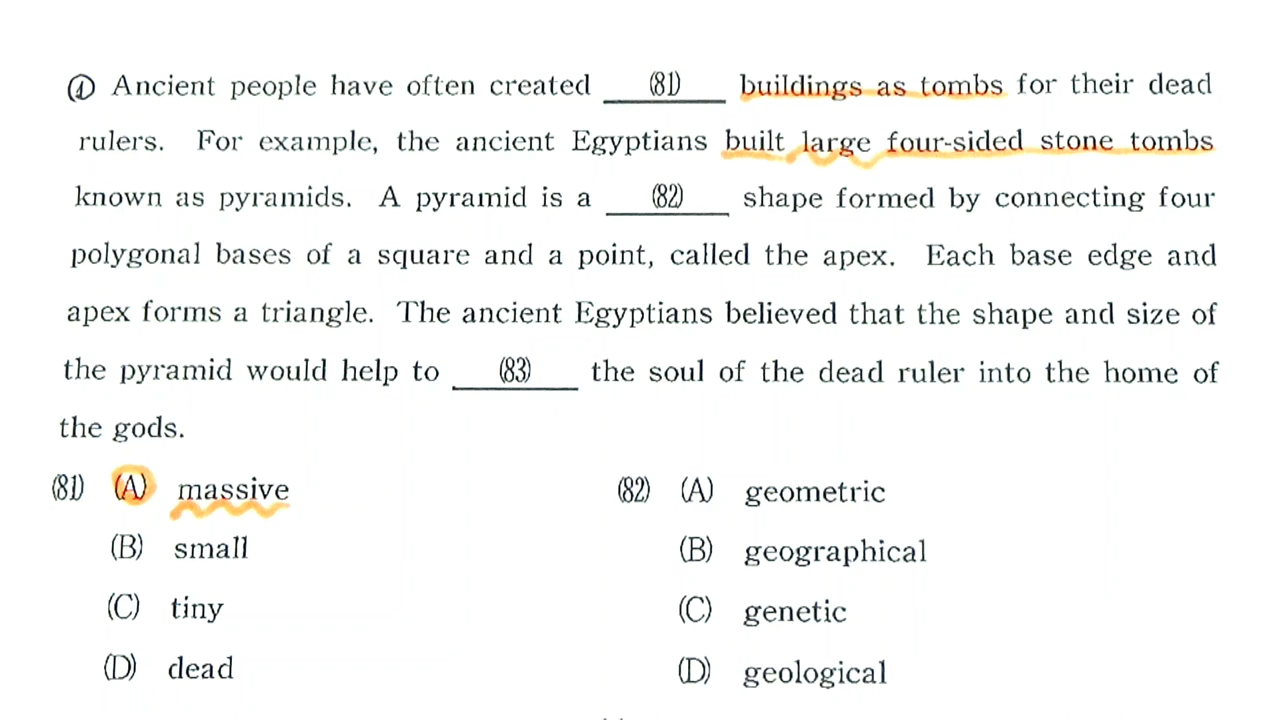 ① Ancient people have often created (81) buildings as tombs for their dead
rulers. For example, the ancient Egyptians built large four-sided stone tombs
known as pyramids. A pyramid is a (82) shape formed by connecting four
polygonal bases of a square and a point, called the apex. Each base edge and
apex forms a triangle. The ancient Egyptians believed that the shape and size of
the pyramid would help to (83) the soul of the dead ruler into the home of
the gods.
(81) (A) massive
(B) small
(C) tiny
(D) dead
(82) (A) geometric
(B) geographical
(C) genetic
(D) geological